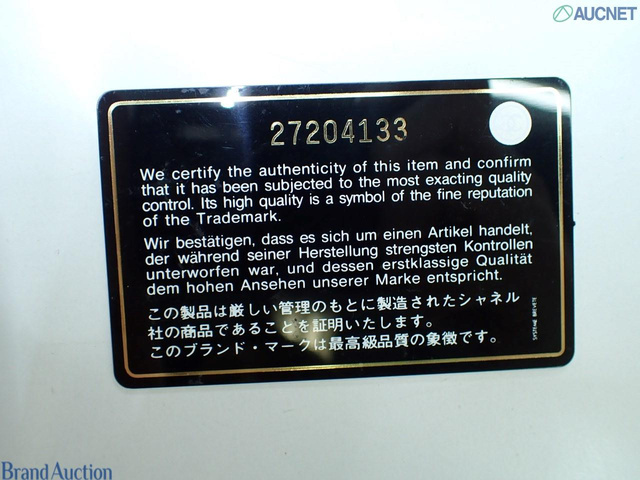 AUCNET
27204133
We certify the authenticity of this item and confirm
that it has been subjected to the most exacting quality
control. Its high quality is a symbol of the fine reputation
of the Trademark.
Wir bestätigen, dass es sich um einen Artikel handelt,
der während seiner Herstellung strengsten Kontrollen
unterworfen war, und dessen erstklassige Qualität
dem hohen Ansehen unserer Marke entspricht.
この製品は厳しい管理のもとに製造されたシャネル
社の商品であることを証明いたします。
このブランド・マークは最高級品質の象徴です。
SYSTEME BREVETE
Brand Auction